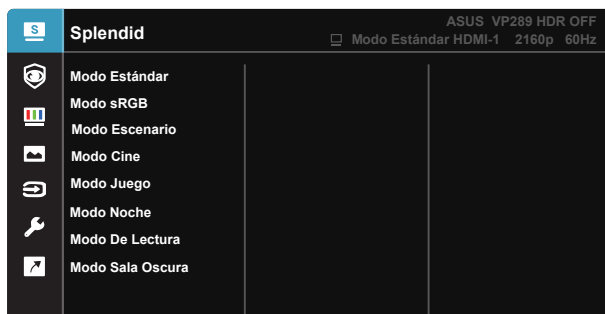 S
Splendid
ASUS VP289 HDR OFF
Modo Estándar HDMI-1 2160p 60Hz
Modo Estándar
Modo sRGB
Modo Escenario
Modo Cine
Modo Juego
Modo Noche
Modo De Lectura
Modo Sala Oscura